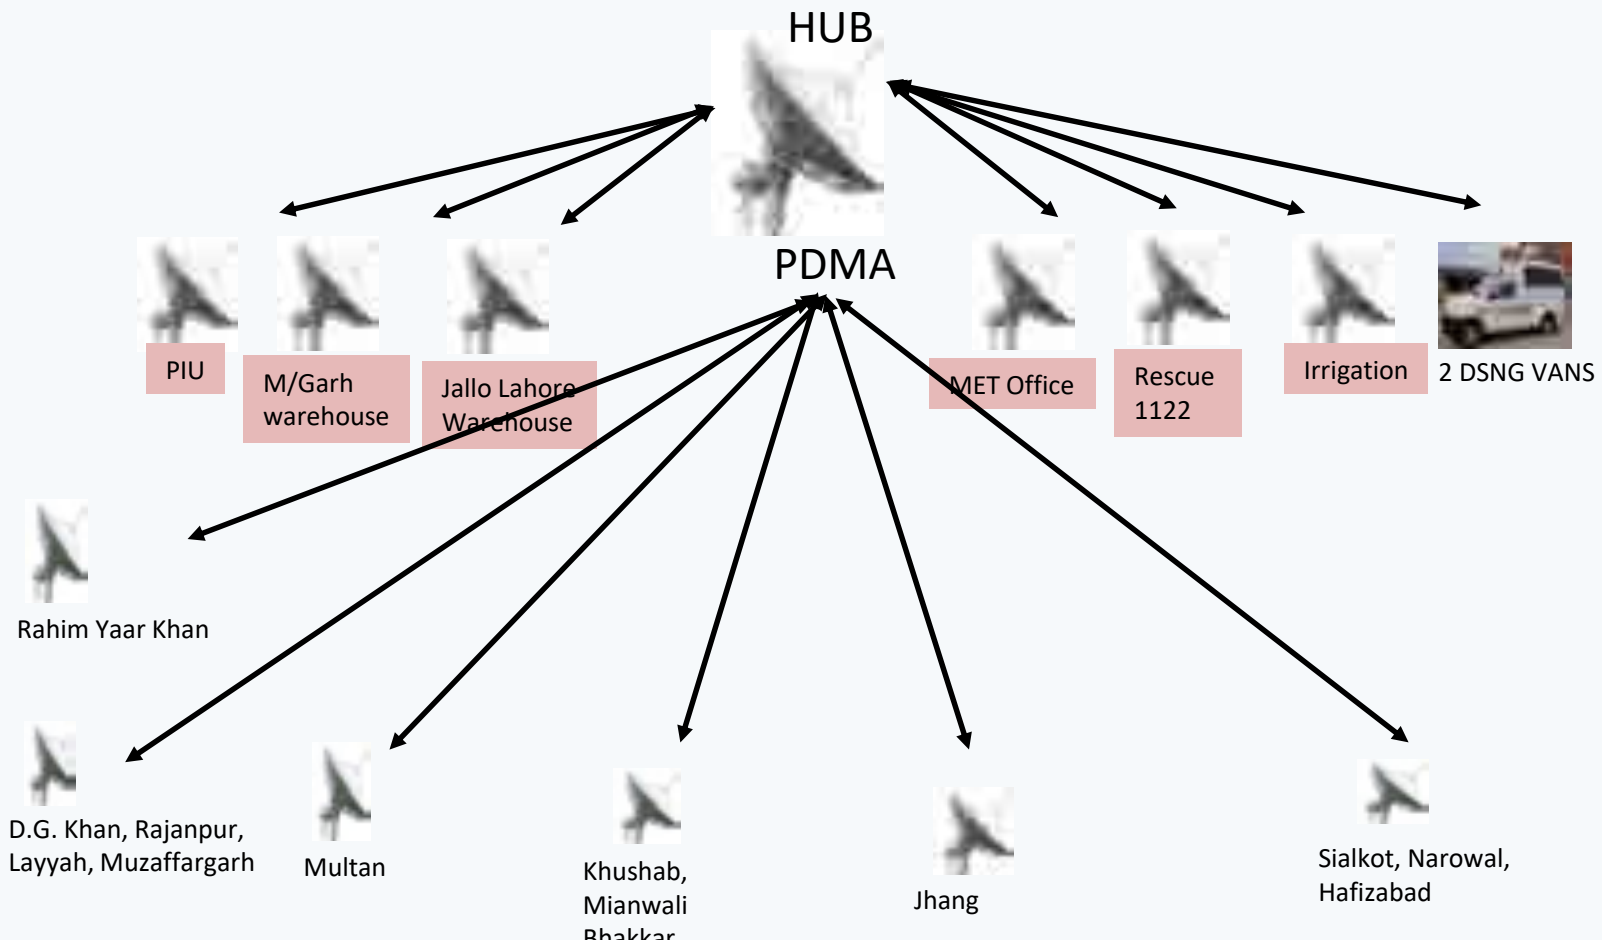 HUB
PDMA
PIU
M/Garh
warehouse
Jallo Lahore
Warehouse
MET Office
Rescue
1122
Irrigation
2 DSNG VANS
Rahim Yaar Khan
D.G. Khan, Rajanpur,
Layyah, Muzaffargarh
Multan
Khushab,
Mianwali
Bhakkar
Jhang
Sialkot, Narowal,
Hafizabad